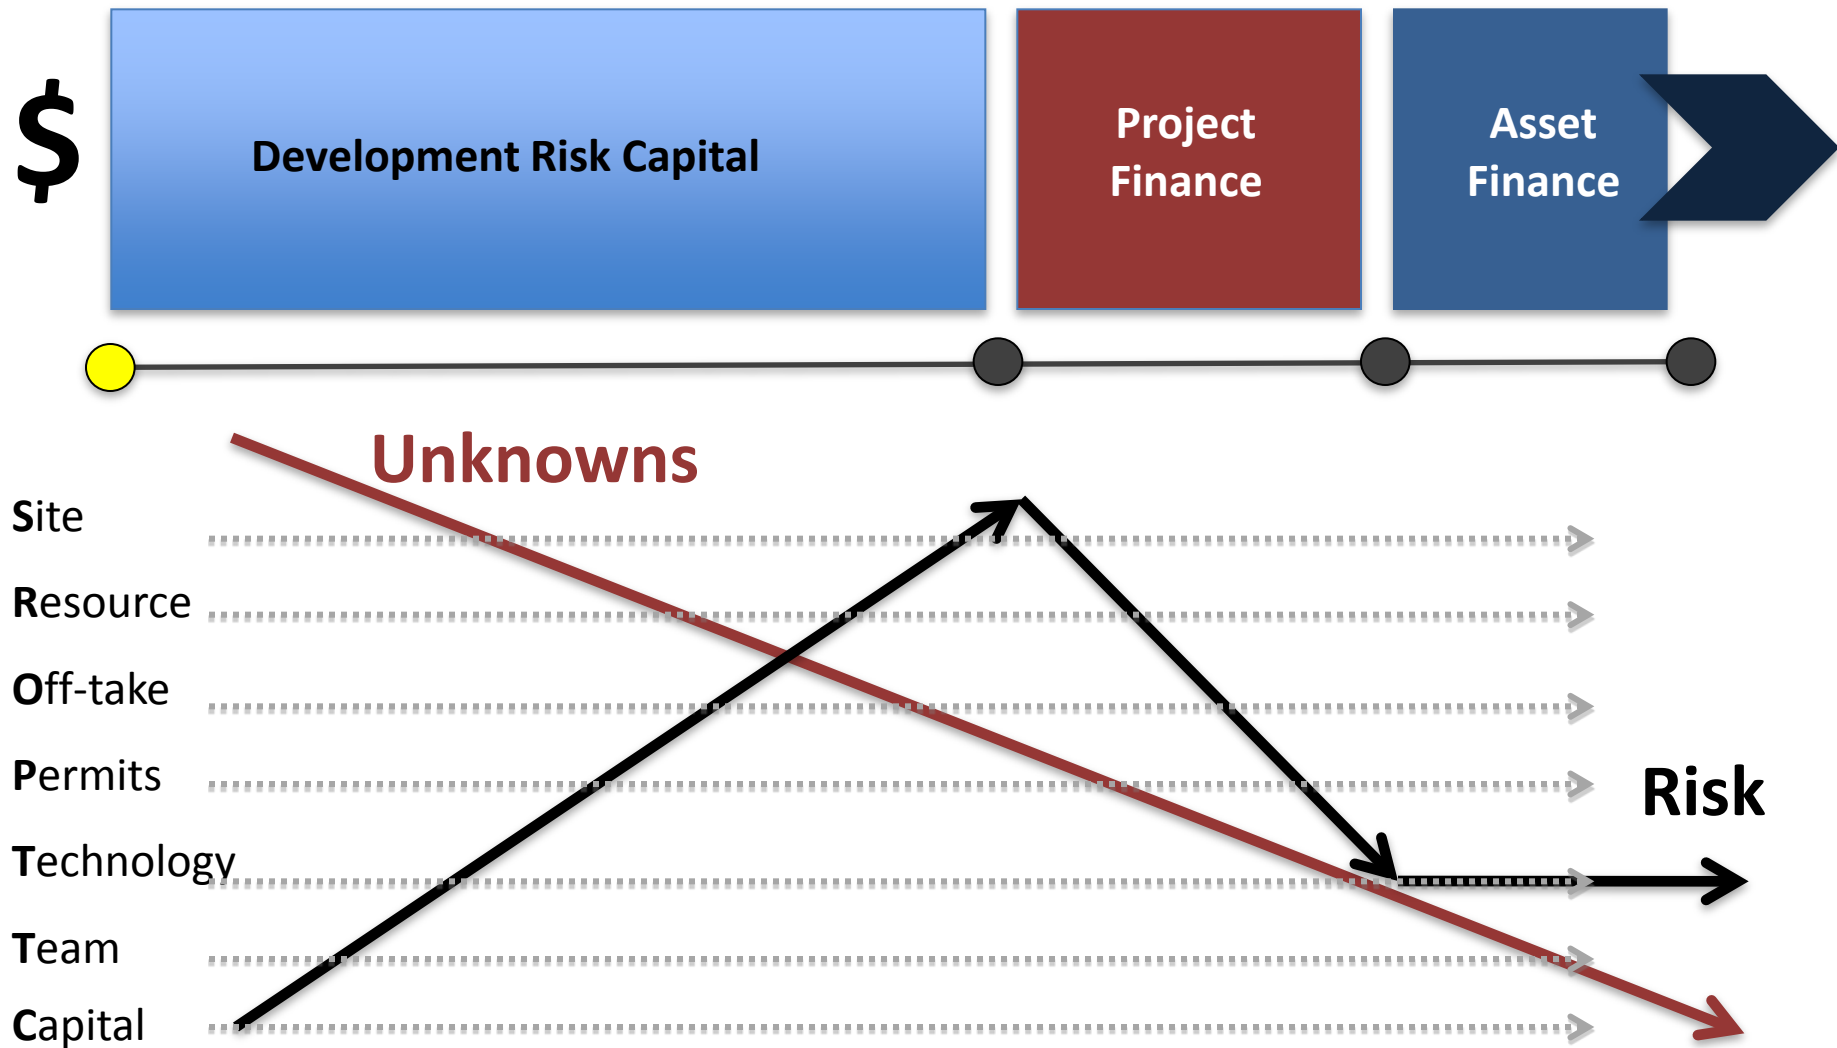 $
Development Risk Capital
Project
Finance
Asset
Finance
Unknowns
Site
Resource
Off-take
Permits
Risk
Technology
Team
Capital